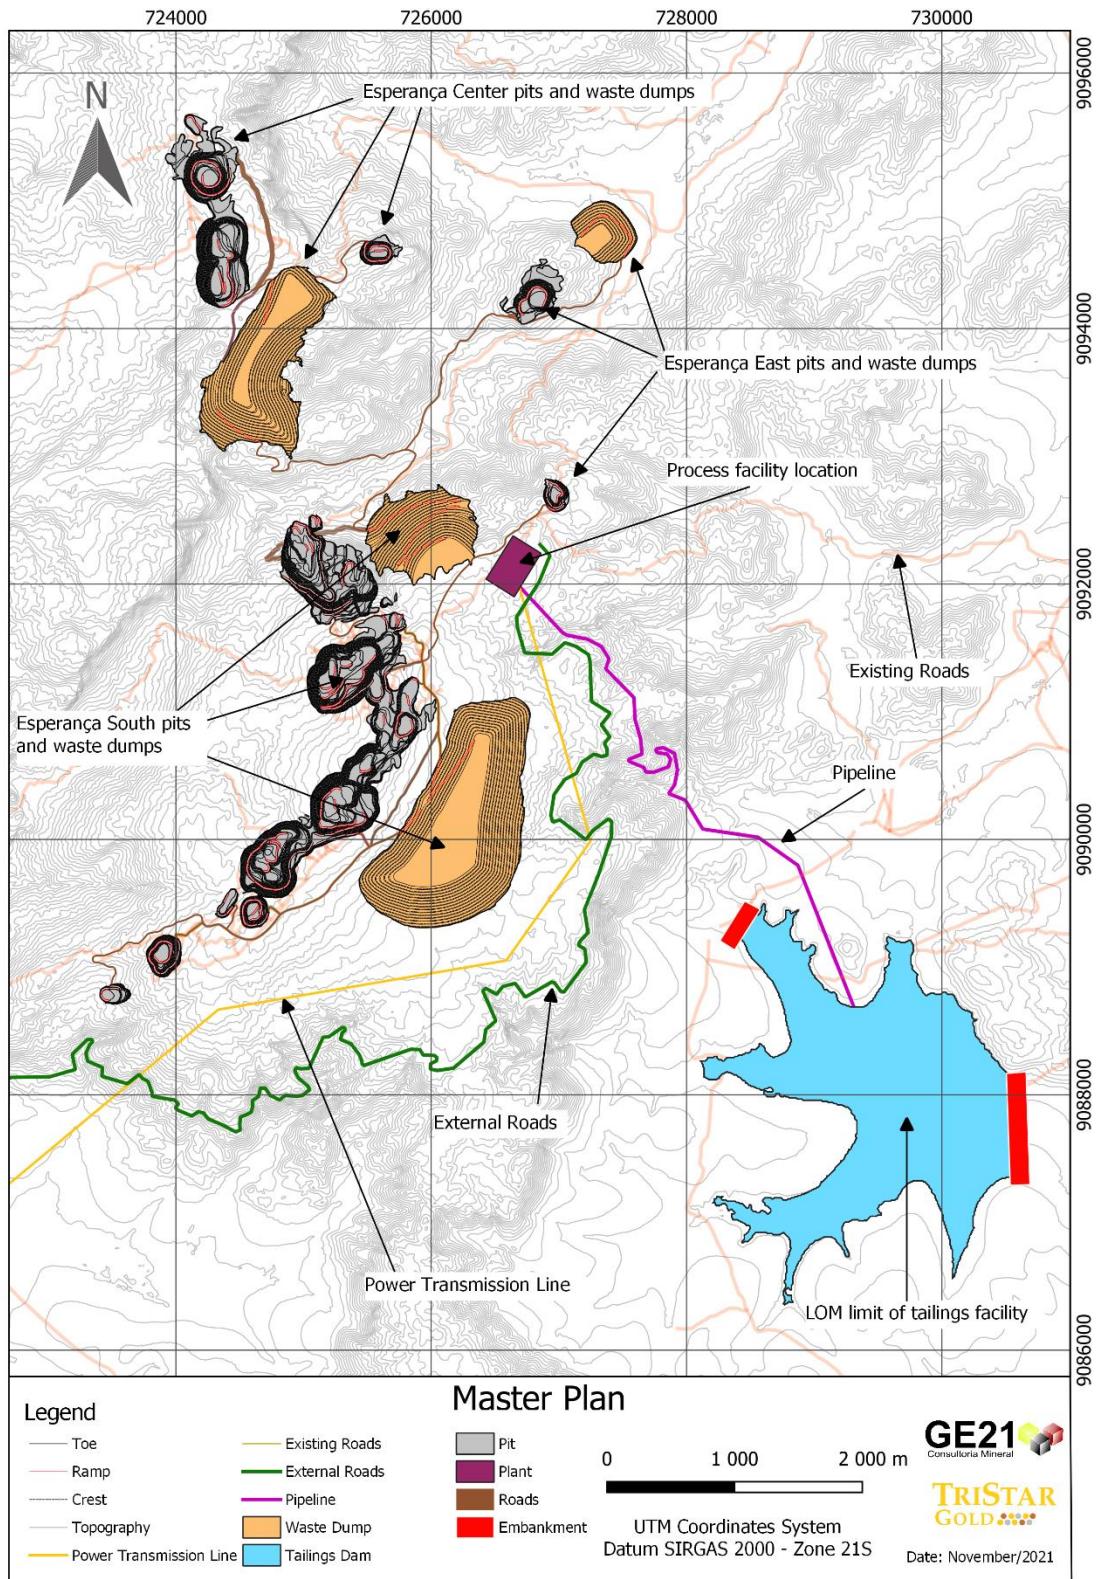 724000
726000
728000
730000
9096000
N
Esperança Center pits and waste dumps
9094000
Esperança East pits and waste dumps
Process facility location
9092000
Existing Roads
Esperança South pits
and waste dumps
Pipeline
9090000
9088000
External Roads
Power Transmission Line
LOM limit of tailings facility
9086000
Master Plan
Legend
Toe
Ramp
Crest
Topography
Power Transmission Line
Existing Roads
External Roads
Pipeline
Waste Dump
Tailings Dam
Pit
Plant
Roads
Embankment
0 1 000 2 000 m
UTM Coordinates System
Datum SIRGAS 2000 - Zone 21S
GE21
Consultoria Mineral
TRISTAR
GOLD
Date: November/2021